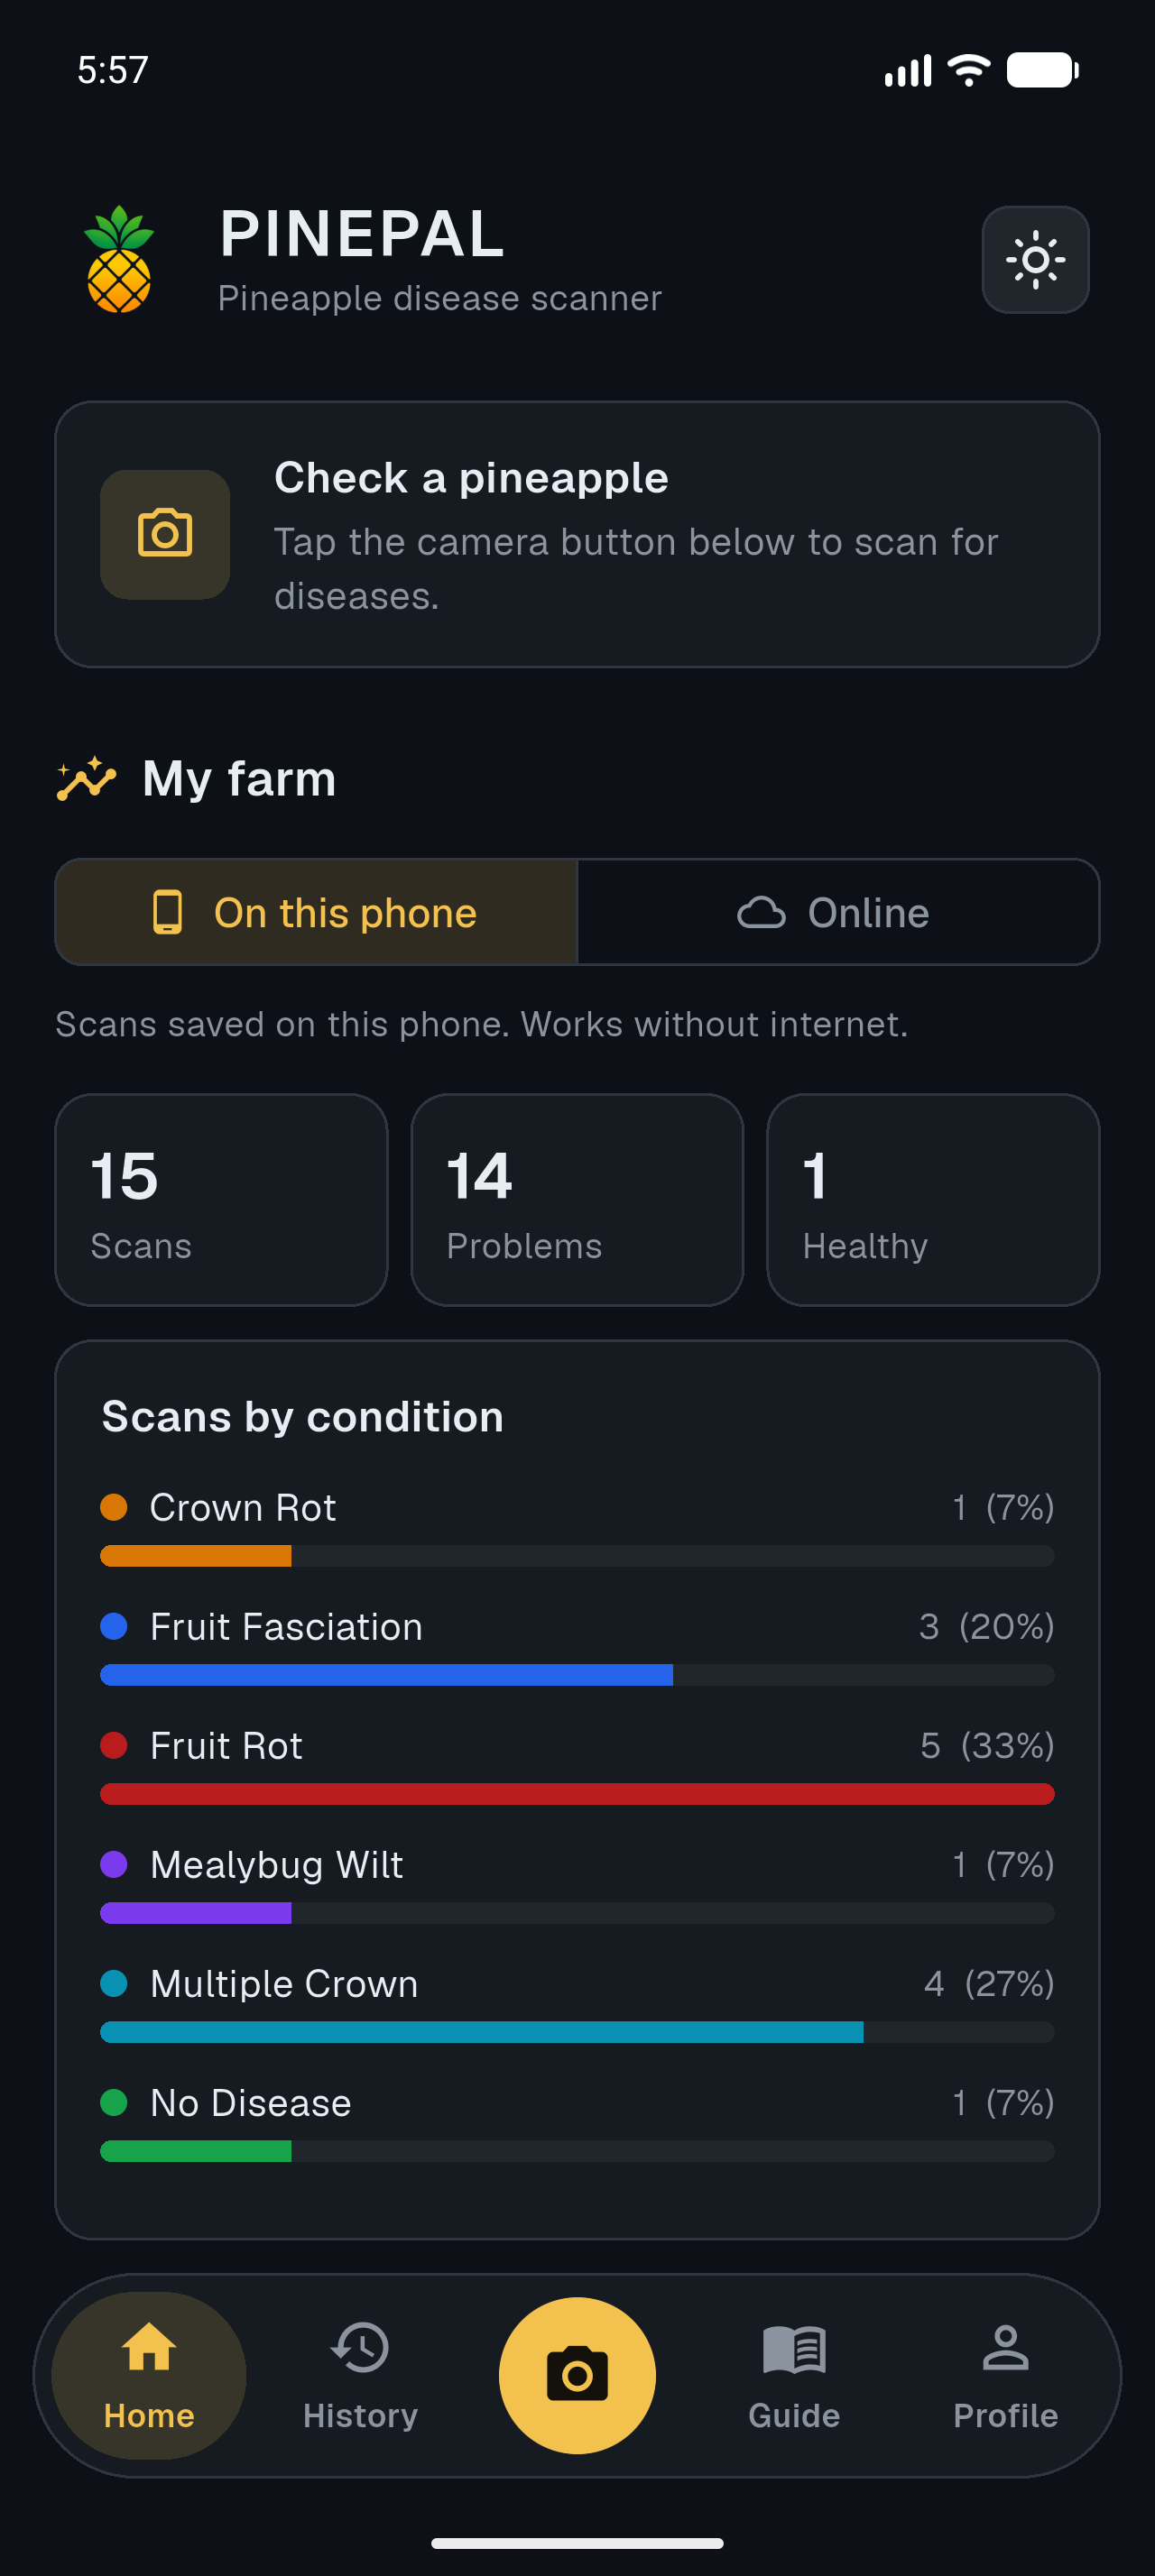 5:57
PINEPAL
Pineapple disease scanner
Check a pineapple
Tap the camera button below to scan for
diseases.
My farm
On this phone
Online
Scans saved on this phone. Works without internet.
15
Scans
14
Problems
1
Healthy
Scans by condition
Crown Rot 1 (7%)
Fruit Fasciation 3 (20%)
Fruit Rot 5 (33%)
Mealybug Wilt 1 (7%)
Multiple Crown 4 (27%)
No Disease 1 (7%)
Home
History
Guide
Profile